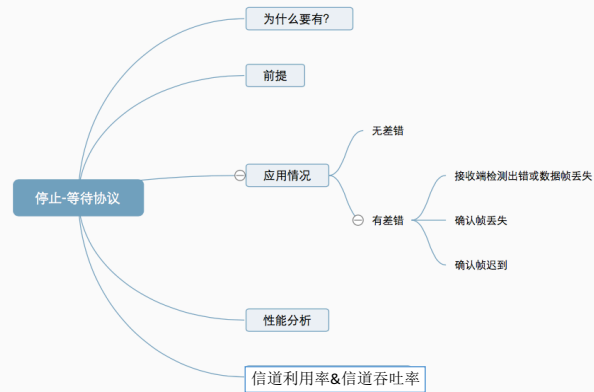 为什么要有?
前提
停止-等待协议
应用情况
无差错
有差错
接收端检测出错或数据帧丢失
确认帧丢失
确认帧迟到
性能分析
信道利用率&信道吞吐率